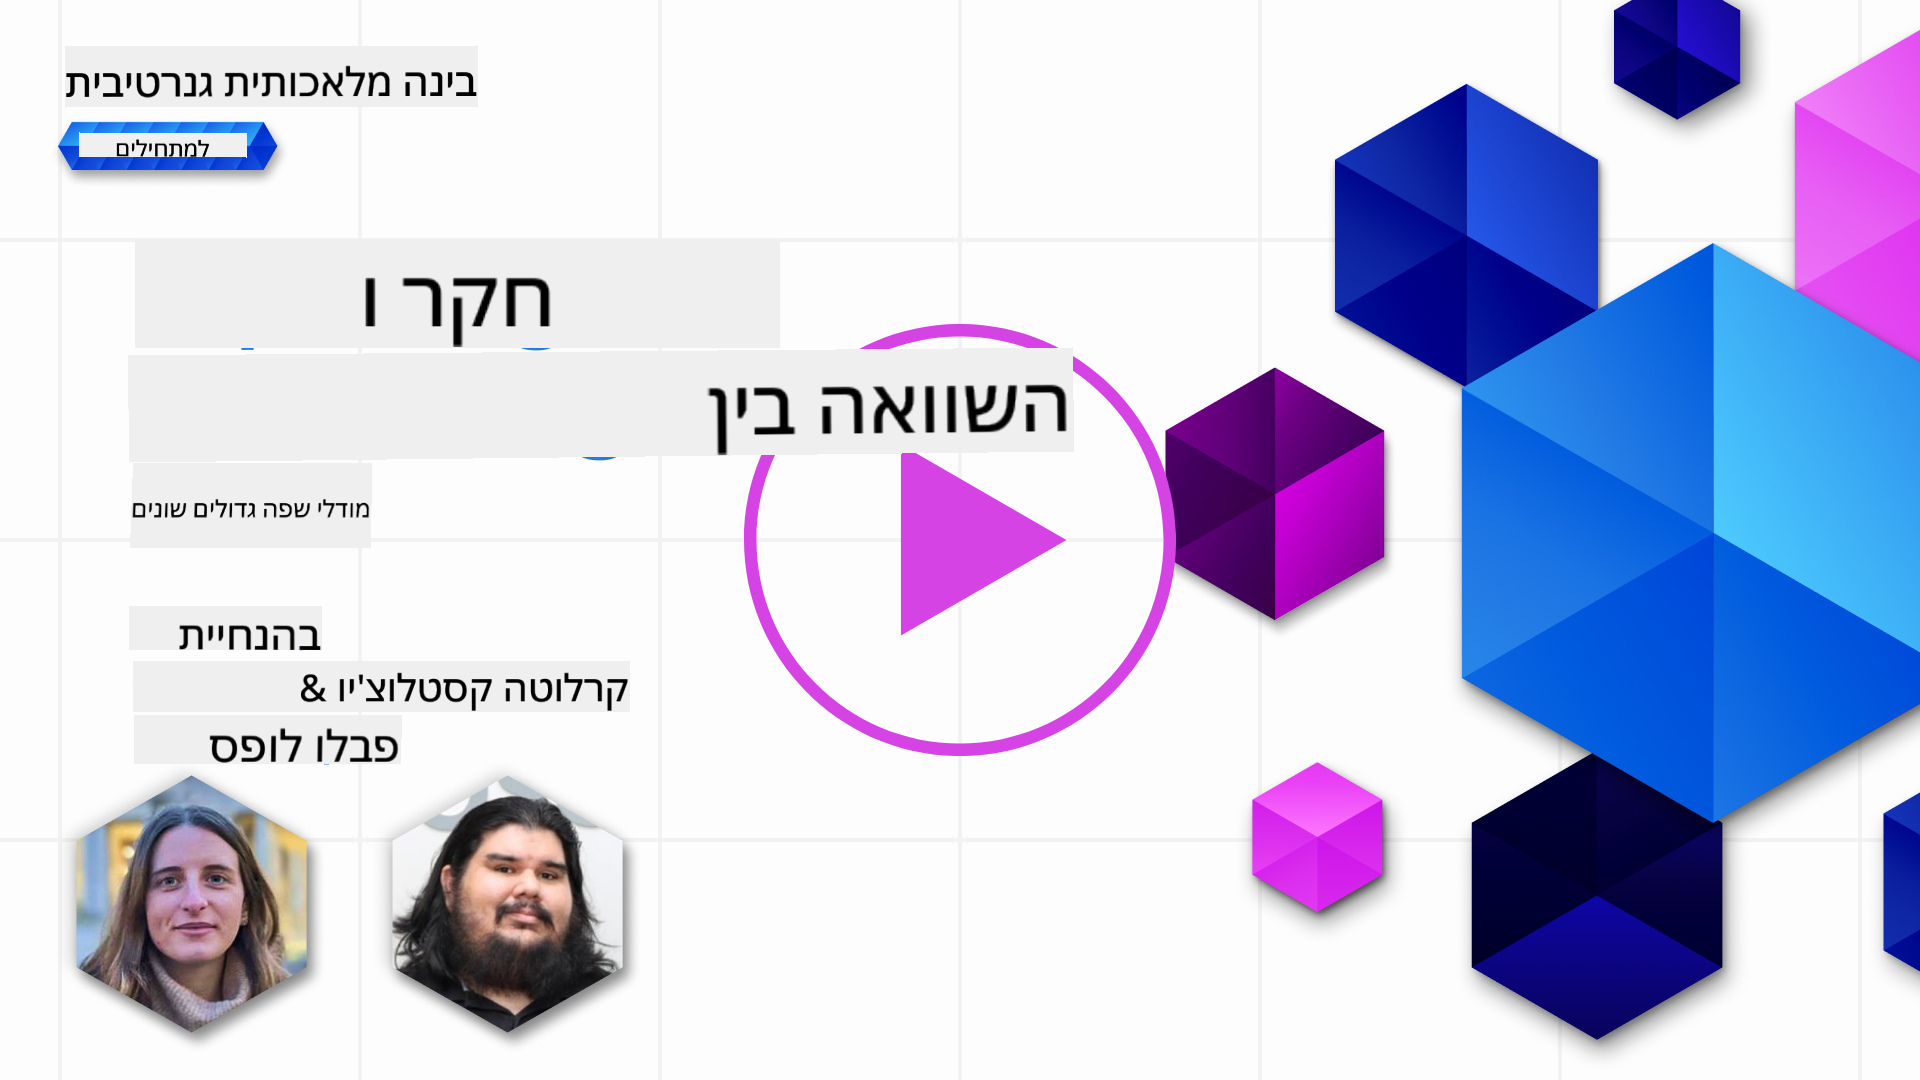 בינה מלאכותית גנרטיבית
למתחילים
חקר ו
השוואה בין
מודלי שפה גדולים שונים
בהנחיית
קרלוטה קסטלוצ'יו &
פבלו לופס